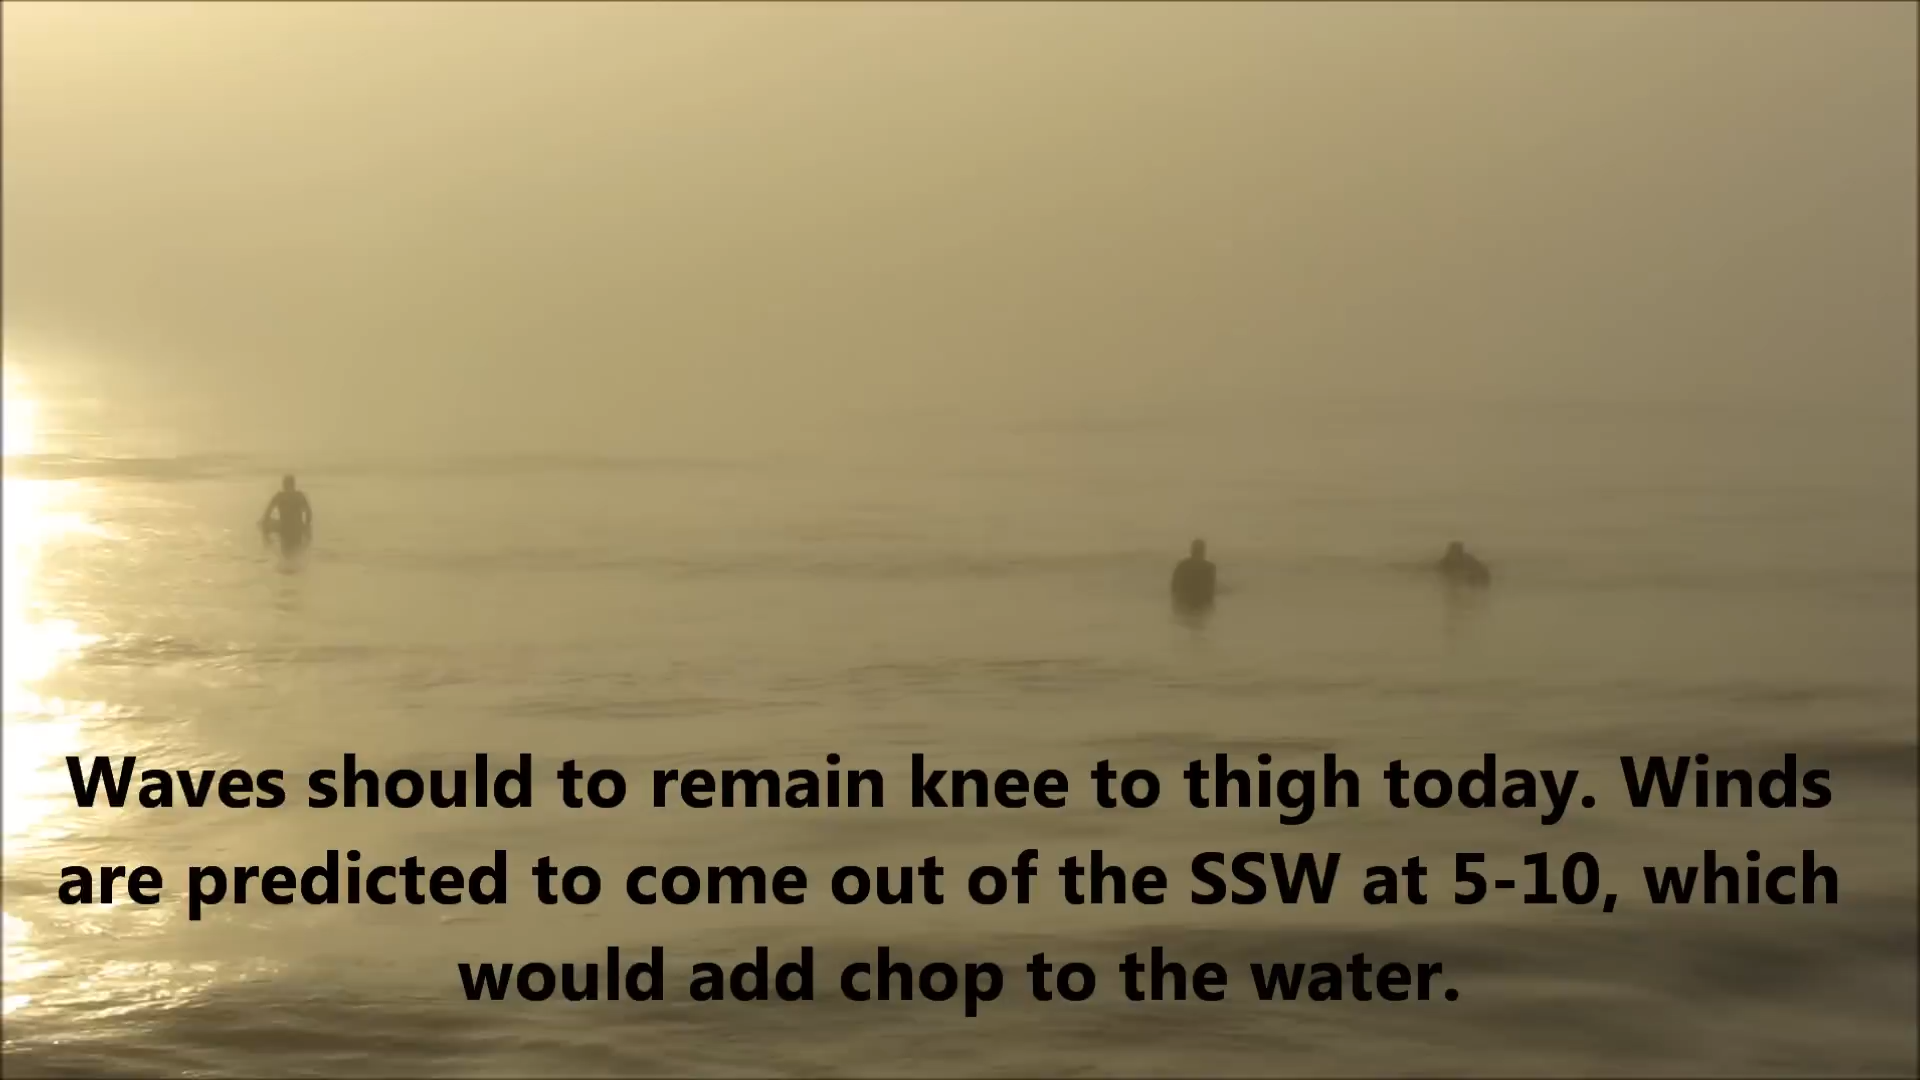 Waves should to remain knee to thigh today. Winds
are predicted to come out of the SSW at 5-10, which
would add chop to the water.